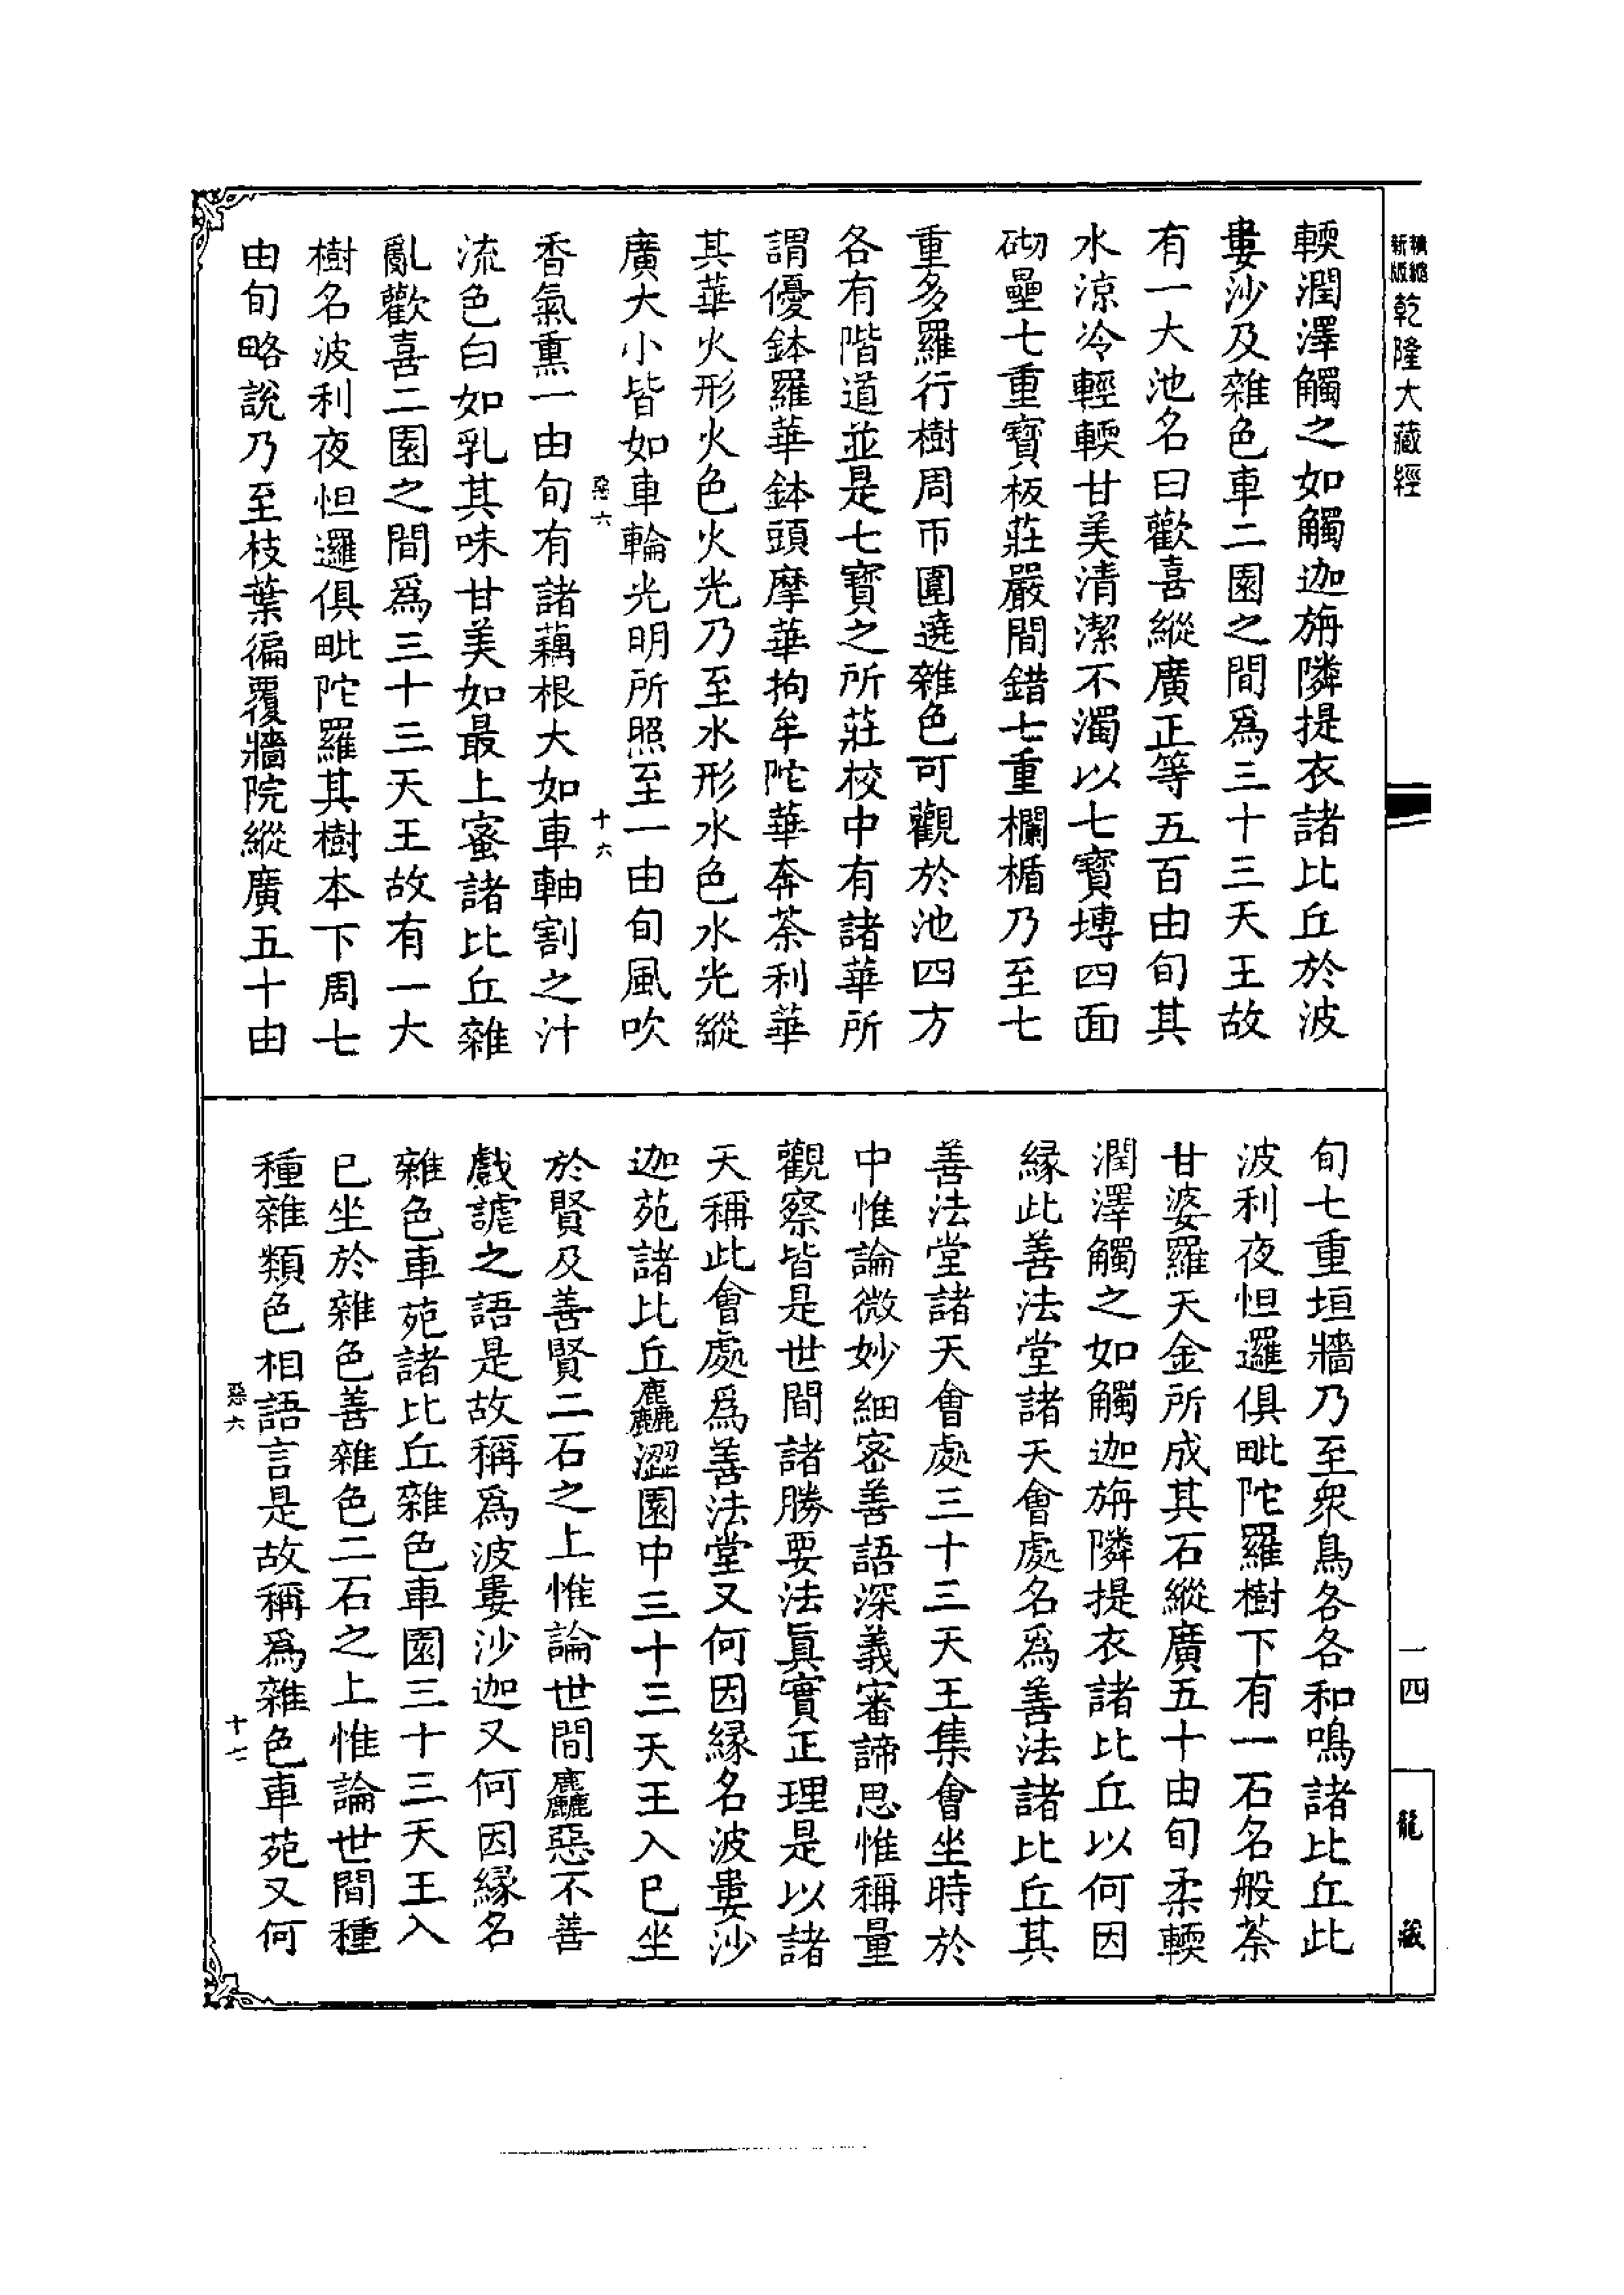 精縮新版乾隆大藏經
輭潤澤觸之如觸迦旃隣提衣諸比丘於波
婁沙及雜色車二園之間爲三十三天王故
有一大池名曰歡喜縱廣正等五百由旬其
水涼冷輕輭甘美清潔不濁以七寶塼四面
砌壘七重寶板莊嚴間錯七重欄楯乃至七
重多羅行樹周帀圍遶雜色可觀於池四方
各有階道並是七寶之所莊校中有諸華所
謂優鉢羅華鉢頭摩華拘牟陀華奔茶利華
其華火形火色火光乃至水形水色水光縱
廣大小皆如車輪光明所照至一由旬風吹
惡六
十六
香氣熏一由旬有諸藕根大如車軸割之汁
流色白如乳其味甘美如最上蜜諸比丘雜
亂歡喜二園之間爲三十三天王故有一大
樹名波利夜怛邏俱毗陀羅其樹本下周七
由旬略說乃至枝葉徧覆牆院縱廣五十由
旬七重垣牆乃至衆鳥各各和鳴諸比丘此
波利夜怛邏俱毗陀羅樹下有一石名般茶
甘婆羅天金所成其石縱廣五十由旬柔輭
潤澤觸之如觸迦旃隣提衣諸比丘以何因
緣此善法堂諸天會處名爲善法諸比丘其
善法堂諸天會處三十三天王集會坐時於
中惟論微妙細密善語深義審諦思惟稱量
觀察皆是世間諸勝要法眞實正理是以諸
天稱此會處爲善法堂又何因緣名波婁沙
迦苑諸比丘麤澀園中三十三天王入已坐
於賢及善賢二石之上惟論世間麤惡不善
戲謔之語是故稱爲波婁沙迦又何因緣名
雜色車苑諸比丘雜色車園三十三天王入
已坐於雜色善雜色二石之上惟論世間種
種雜類色相語言是故稱爲雜色車苑又何
惡六
十七
一四
龍藏